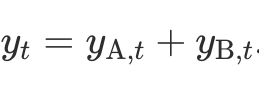 y_t = y_{A,t} + y_{B,t}.